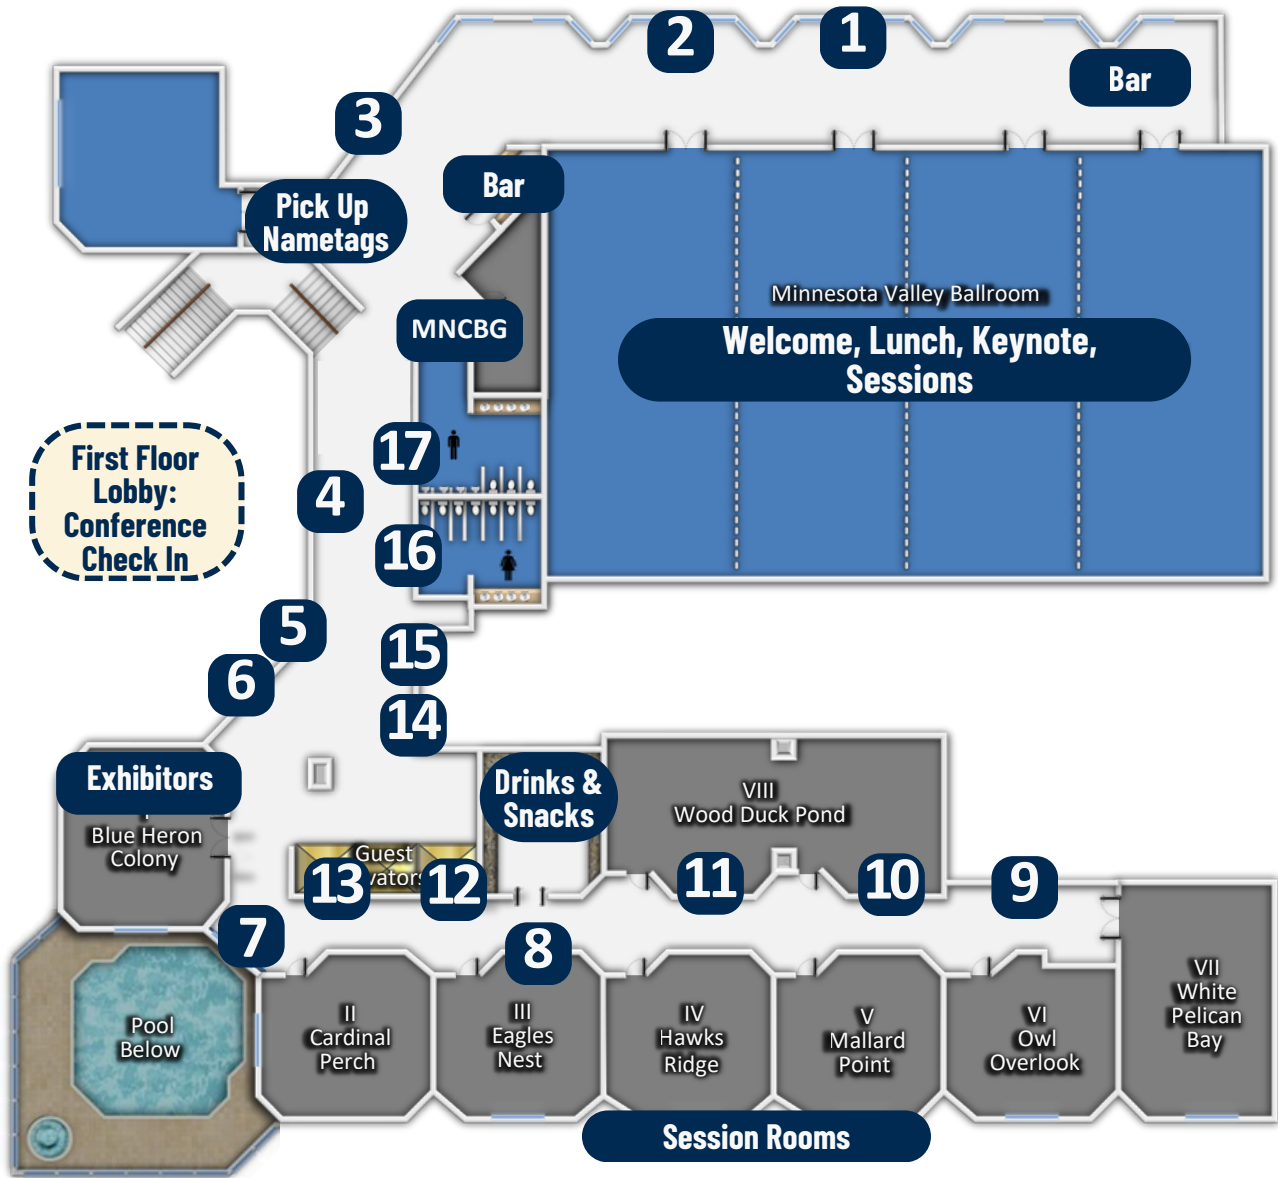 2
1
Bar
3
Bar
Pick Up
Nametags
Minnesota Valley Ballroom
Welcome, Lunch, Keynote,
Sessions
MNCBG
First Floor
Lobby:
Conference
Check In
17
4
16
5
15
6
14
Exhibitors
Blue Heron
Colony
Drinks &
Snacks
VIII
Wood Duck Pond
Guest
13
12
11
10
9
7
8
Pool
Below
II
Cardinal
Perch
III
Eagles
Nest
IV
Hawks
Ridge
V
Mallard
Point
VI
Owl
Overlook
VII
White
Pelican
Bay
Session Rooms